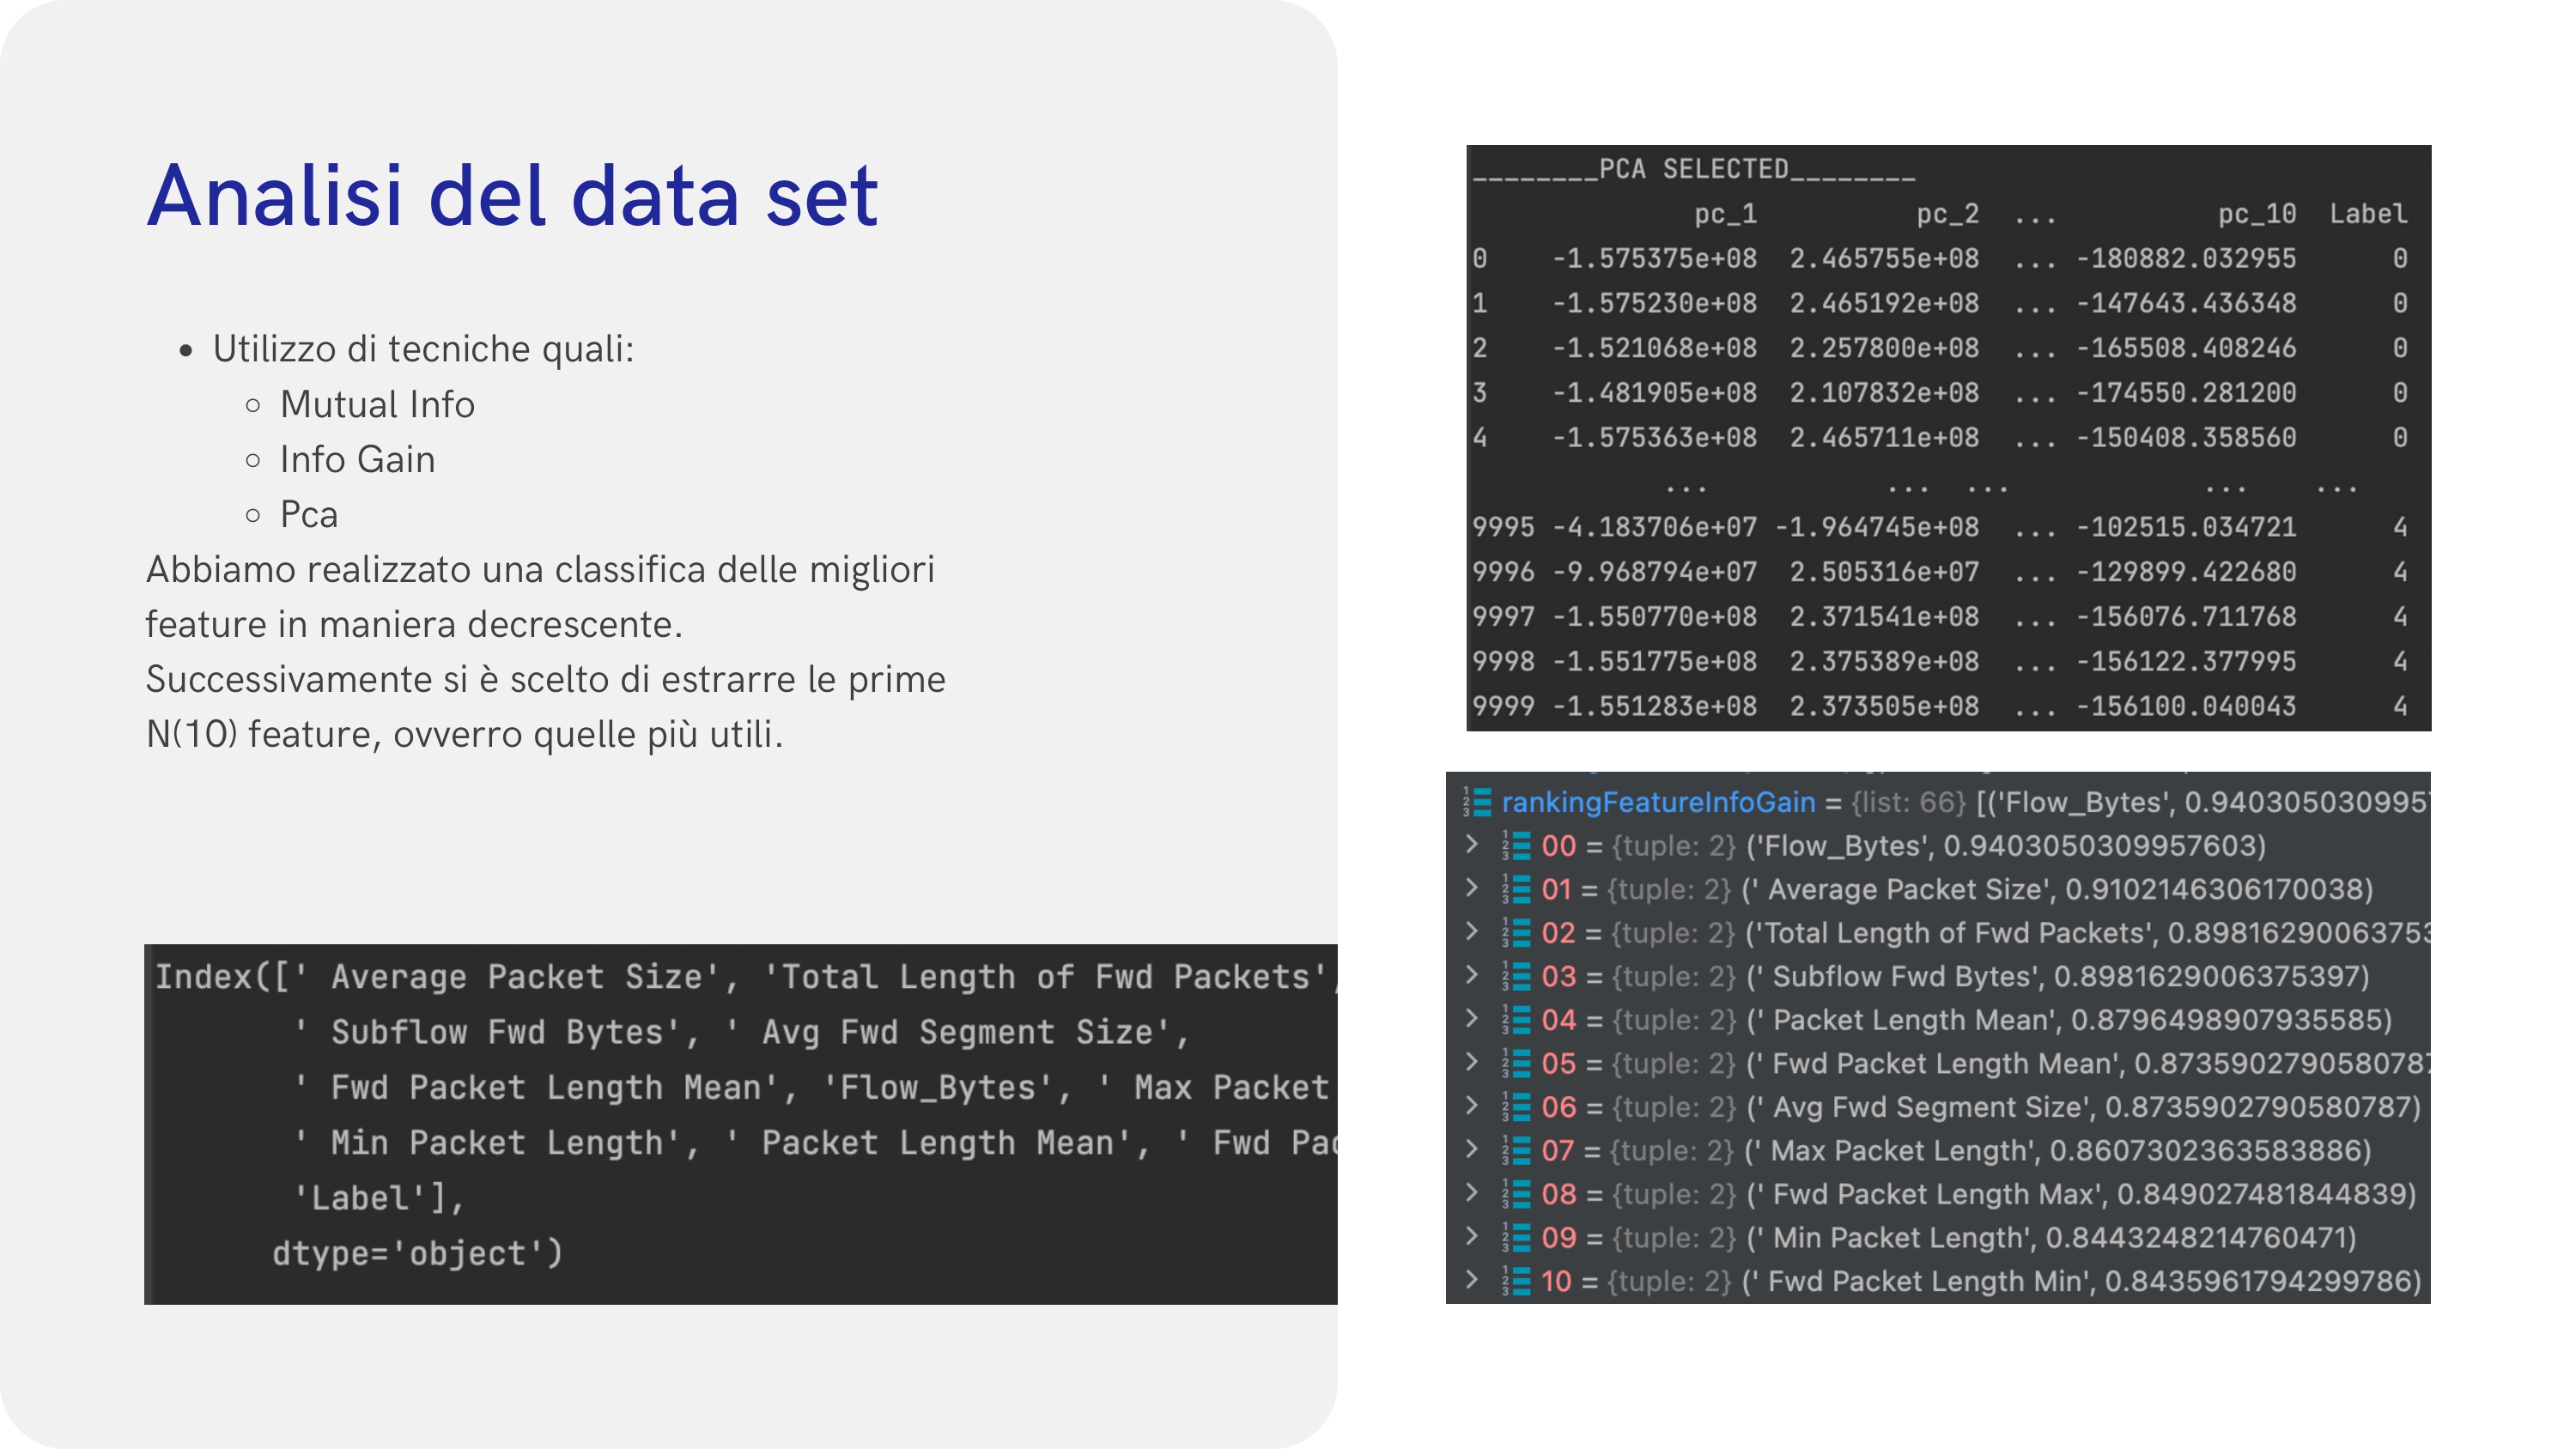 Analisi del data set
Utilizzo di tecniche quali:
Mutual Info
Info Gain
Pca
Abbiamo realizzato una classifica delle migliori
feature in maniera decrescente.
Successivamente si è scelto di estrarre le prime
N(10) feature, ovverro quelle più utili.
Index([' Average Packet Size', 'Total Length of Fwd Packets',
' Subflow Fwd Bytes', ' Avg Fwd Segment Size',
' Fwd Packet Length Mean', 'Flow_Bytes', ' Max Packet
' Min Packet Length', ' Packet Length Mean', ' Fwd
'Label'],
dtype='object')
________PCA SELECTED________
pc_1 pc_2 ... pc_10 Label
0 -1.575375e+08 2.465755e+08 ... -180882.032955 0
1 -1.575230e+08 2.465192e+08 ... -147643.436348 0
2 -1.521068e+08 2.257800e+08 ... -165508.408246 0
3 -1.481905e+08 2.107832e+08 ... -174550.281200 0
4 -1.575363e+08 2.465711e+08 ... -150408.358560 0
... ... ... ... ...
9995 -4.183706e+07 -1.964745e+08 ... -102515.034721 4
9996 -9.968794e+07 2.505316e+07 ... -129899.422680 4
9997 -1.550770e+08 2.371541e+08 ... -156076.711768 4
9998 -1.551775e+08 2.375389e+08 ... -156122.377995 4
9999 -1.551283e+08 2.373505e+08 ... -156100.040043 4
rankingFeatureInfoGain = {list: 66} [('Flow_Bytes', 0.940305030995
00 = {tuple: 2} ('Flow_Bytes', 0.9403050309957603)
01 = {tuple: 2} (' Average Packet Size', 0.9102146306170038)
02 = {tuple: 2} ('Total Length of Fwd Packets', 0.89816290063753
03 = {tuple: 2} (' Subflow Fwd Bytes', 0.8981629006375397)
04 = {tuple: 2} (' Packet Length Mean', 0.8796498907935585)
05 = {tuple: 2} (' Fwd Packet Length Mean', 0.8735902790580787
06 = {tuple: 2} (' Avg Fwd Segment Size', 0.8735902790580787)
07 = {tuple: 2} (' Max Packet Length', 0.8607302363583886)
08 = {tuple: 2} (' Fwd Packet Length Max', 0.849027481844839)
09 = {tuple: 2} (' Min Packet Length', 0.8443248214760471)
10 = {tuple: 2} (' Fwd Packet Length Min', 0.8435961794299786)